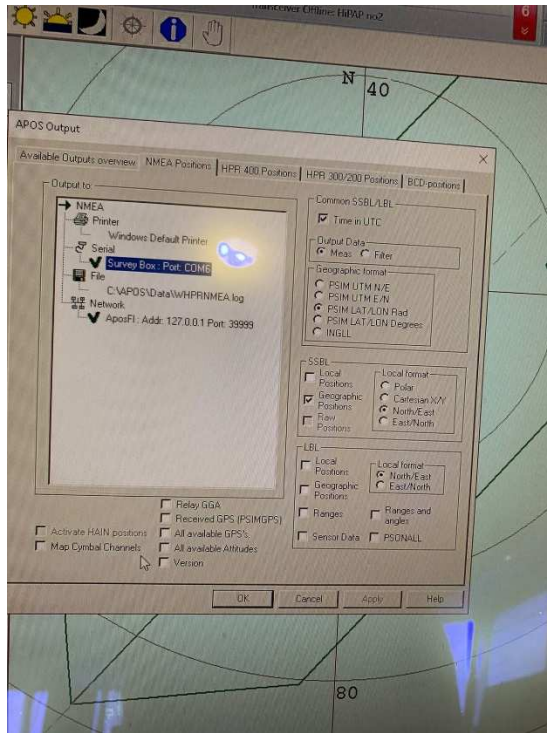 Transceiver Offline: HiPAP no2
6
N 40
APOS Output
Available Outputs overview
NMEA Positions
HPR 400 Positions
HPR 300/200 Positions
BCD-positions
Output to
NMEA
Printer
Windows Default Printer
Serial
Survey Box : Port: COM6
File
C:\APOS\Data\WHPRNMEA.log
Network
AposFI : Addr: 127.0.0.1 Port: 39999
Common SSBL/LBL
Time in UTC
Output Data
Meas
Filter
Geographic format
PSIM UTM N/E
PSIM UTM E/N
PSIM LAT/LON Rad
PSIM LAT/LON Degrees
INGLL
SSBL
Local Positions
Geographic Positions
Raw Positions
Local format
Polar
Cartesian X/Y
North/East
East/North
LBL
Local Positions
Geographic Positions
Local format
North/East
East/North
Ranges
Ranges and angles
Sensor Data
PSONALL
Activate HAIN positions
Map Cymbal Channels
Relay GGA
Received GPS (PSIMGPS)
All available GPS's
All available Attitudes
Version
OK
Cancel
Apply
Help
80